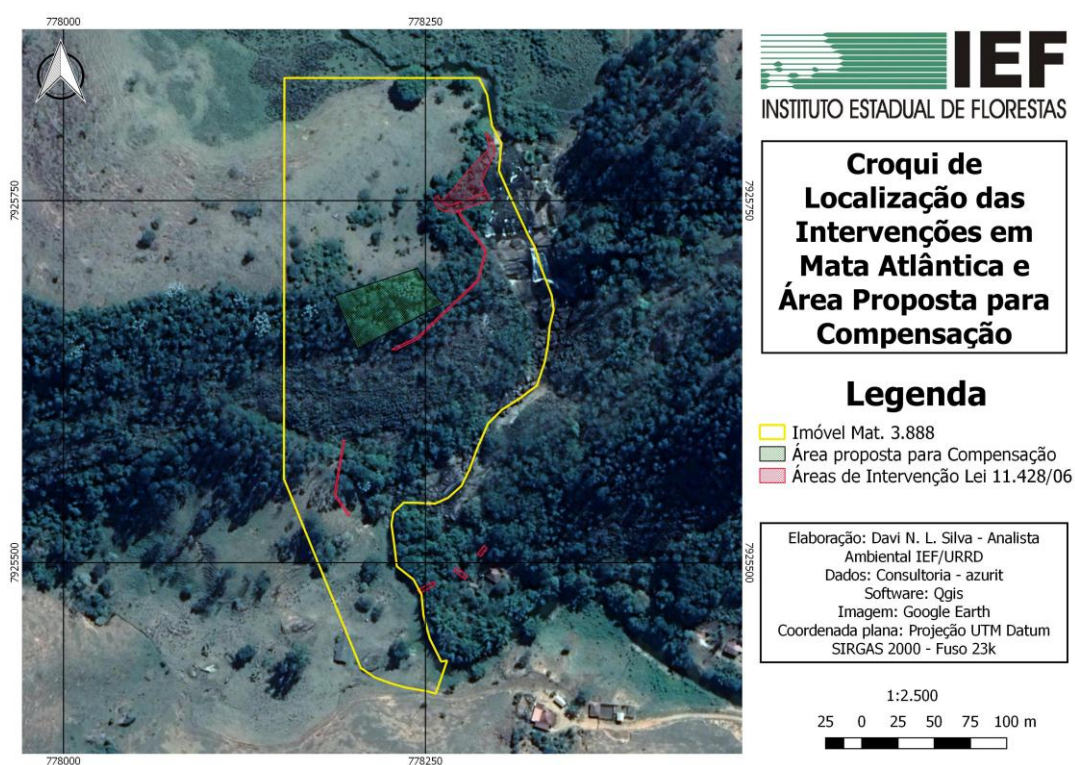 778000
778250
7925750
7925750
7925500
7925500
778000
778250
IEF
INSTITUTO ESTADUAL DE FLORESTAS
Croqui de
Localização das
Intervenções em
Mata Atlântica e
Área Proposta para
Compensação
Legenda
Imóvel Mat. 3.888
Área proposta para Compensação
Áreas de Intervenção Lei 11.428/06
Elaboração: Davi N. L. Silva - Analista
Ambiental IEF/URRD
Dados: Consultoria - azurit
Software: Qgis
Imagem: Google Earth
Coordenada plana: Projeção UTM Datum
SIRGAS 2000 - Fuso 23k
1:2.500
25 0 25 50 75 100 m